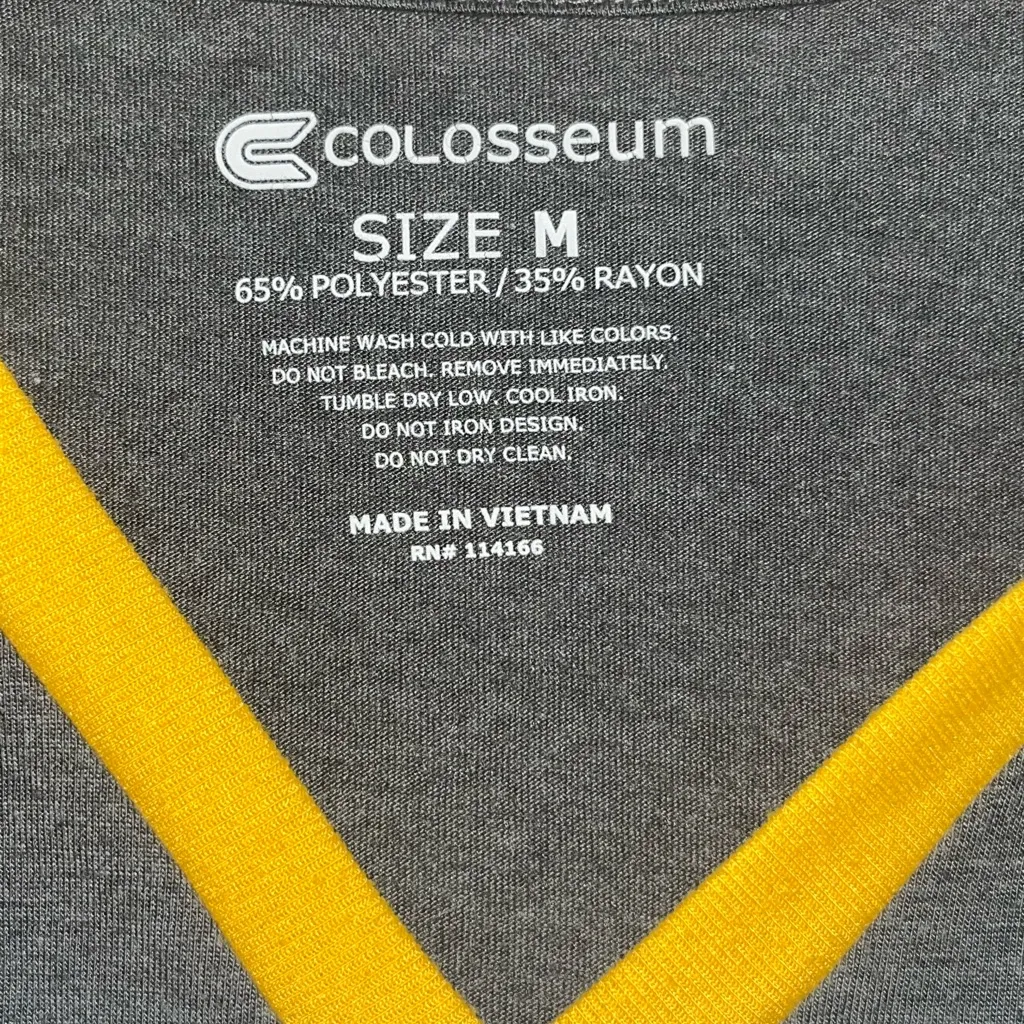 COLOSSEUM
SIZE M
65% POLYESTER/35% RAYON
MACHINE WASH COLD WITH LIKE COLORS.
DO NOT BLEACH. REMOVE IMMEDIATELY.
TUMBLE DRY LOW. COOL IRON.
DO NOT IRON DESIGN.
DO NOT DRY CLEAN.
MADE IN VIETNAM
RN# 114166